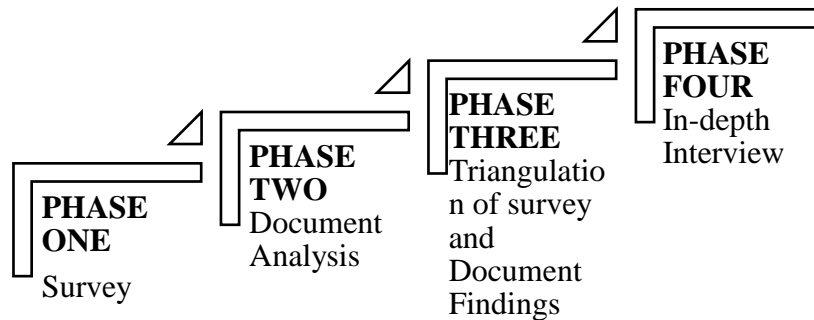 PHASE
ONE
Survey
PHASE
TWO
Document
Analysis
PHASE
THREE
Triangulatio
n of survey
and
Document
Findings
PHASE
FOUR
In-depth
Interview